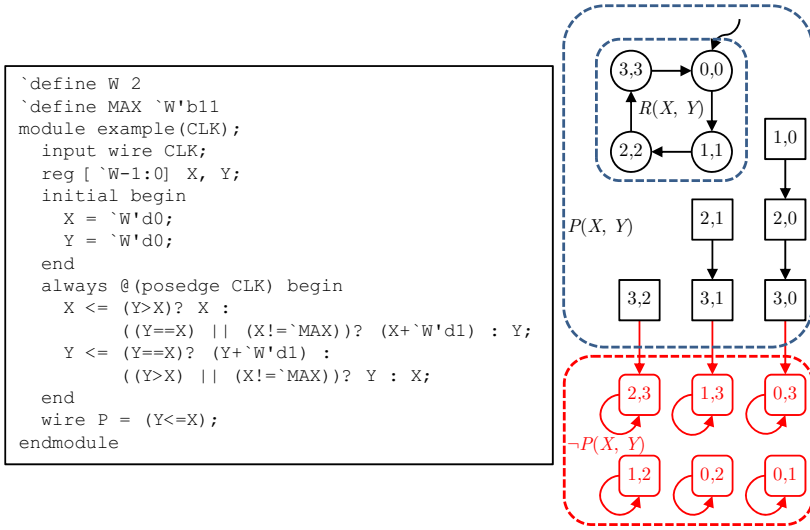 `define W 2
`define MAX `W'b11
module example(CLK);
input wire CLK;
reg [`W-1:0] X, Y;
initial begin
X = `W'd0;
Y = `W'd0;
end
always @(posedge CLK) begin
X <= (Y>X)? X :
((Y==X) || (X!=`MAX))? (X+`W'd1) : Y;
Y <= (Y==X)? (Y+`W'd1) :
((Y>X) || (X!=`MAX))? Y : X;
end
wire P = (Y<=X);
endmodule
3,3
0,0
R(X, Y)
2,2
1,1
1,0
P(X, Y)
2,1
2,0
3,2
3,1
3,0
2,3
1,3
0,3
¬P(X, Y)
1,2
0,2
0,1